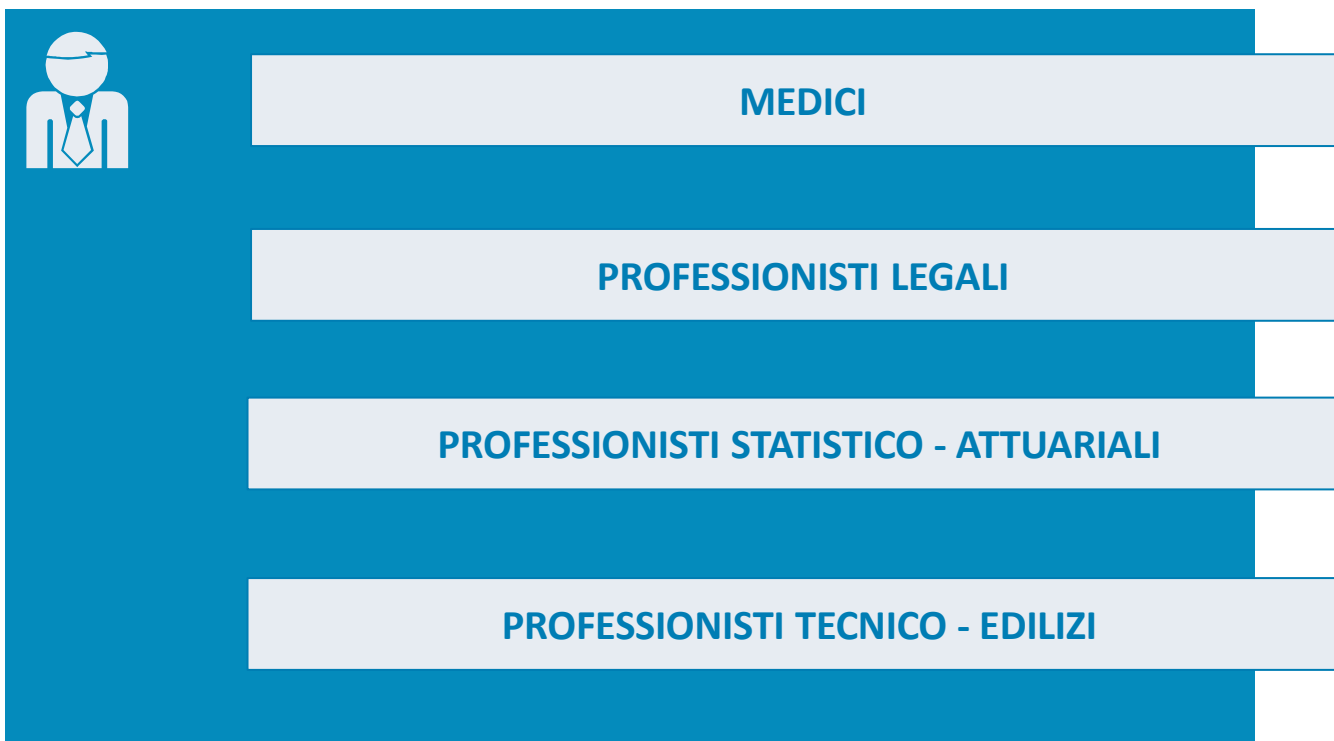 MEDICI
PROFESSIONISTI LEGALI
PROFESSIONISTI STATISTICO - ATTUARIALI
PROFESSIONISTI TECNICO - EDILIZI